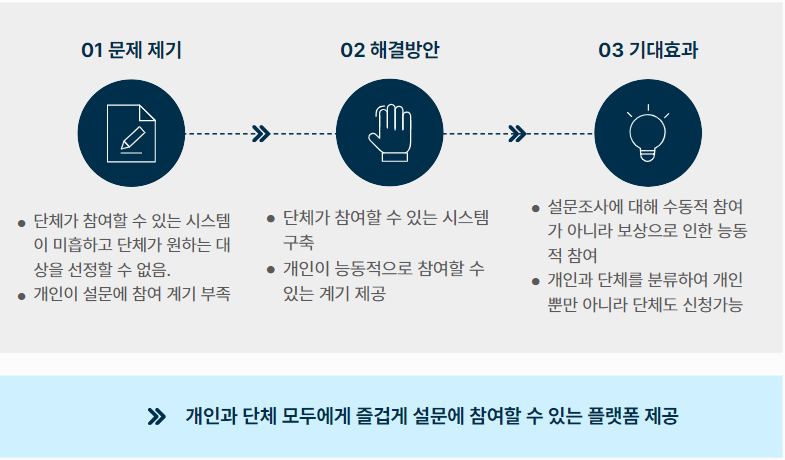 01 문제 제기
02 해결방안
03 기대효과
• 단체가 참여할 수 있는 시스템
이 미흡하고 단체가 원하는 대
상을 선정할 수 없음.
• 개인이 설문에 참여 계기 부족
• 단체가 참여할 수 있는 시스템
구축
• 개인이 능동적으로 참여할 수
있는 계기 제공
• 설문조사에 대해 수동적 참여
가 아니라 보상으로 인한 능동
적 참여
• 개인과 단체를 분류하여 개인
뿐만 아니라 단체도 신청가능
개인과 단체 모두에게 즐겁게 설문에 참여할 수 있는 플랫폼 제공